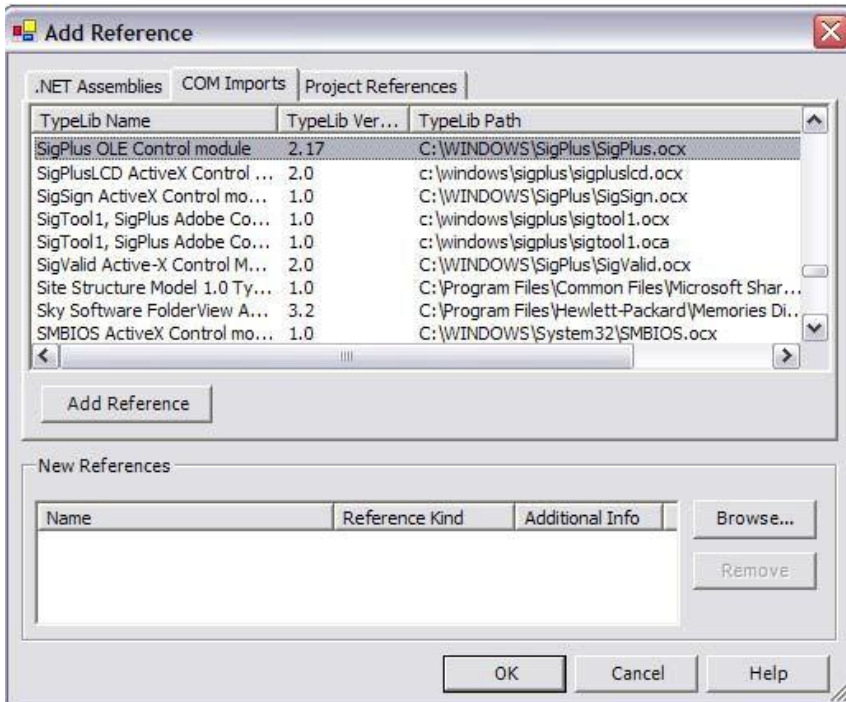 Add Reference
.NET Assemblies COM Imports Project References
TypeLib Name TypeLib Ver... TypeLib Path
SigPlus OLE Control module 2.17 C:\WINDOWS\SigPlus\SigPlus.ocx
SigPlusLCD ActiveX Control ... 2.0 c:\windows\sigplus\sigpluslcd.ocx
SigSign ActiveX Control mo... 1.0 C:\WINDOWS\SigPlus\SigSign.ocx
SigTool1, SigPlus Adobe Co... 1.0 c:\windows\sigplus\sigtool1.ocx
SigTool1, SigPlus Adobe Co... 1.0 c:\windows\sigplus\sigtool1.oca
SigValid Active-X Control M... 2.0 C:\WINDOWS\SigPlus\SigValid.ocx
Site Structure Model 1.0 Ty... 1.0 C:\Program Files\Common Files\Microsoft Shar...
Sky Software FolderView A... 3.2 C:\Program Files\Hewlett-Packard\Memories Di...
SMBIOS ActiveX Control mo... 1.0 C:\WINDOWS\System32\SMBIOS.ocx
Add Reference
New References
Name Reference Kind Additional Info
Browse...
Remove
OK Cancel Help